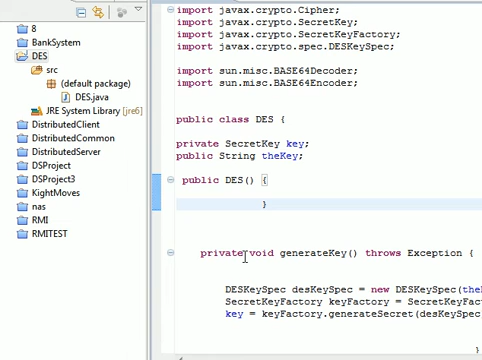 8
BankSystem
DES
src
(default package)
DES.java
JRE System Library [jre6]
DistributedClient
DistributedCommon
DistributedServer
DSProject
DSProject3
KightMoves
nas
RMI
RMITEST
import javax.crypto.Cipher;
import javax.crypto.SecretKey;
import javax.crypto.SecretKeyFactory;
import javax.crypto.spec.DESKeySpec;
import sun.misc.BASE64Decoder;
import sun.misc.BASE64Encoder;
public class DES {
private SecretKey key;
public String theKey;
public DES() {
}
private void generateKey() throws Exception {
DESKeySpec desKeySpec = new DESKeySpec(the
SecretKeyFactory keyFactory = SecretKeyFac
key = keyFactory.generateSecret(desKeySpec
}